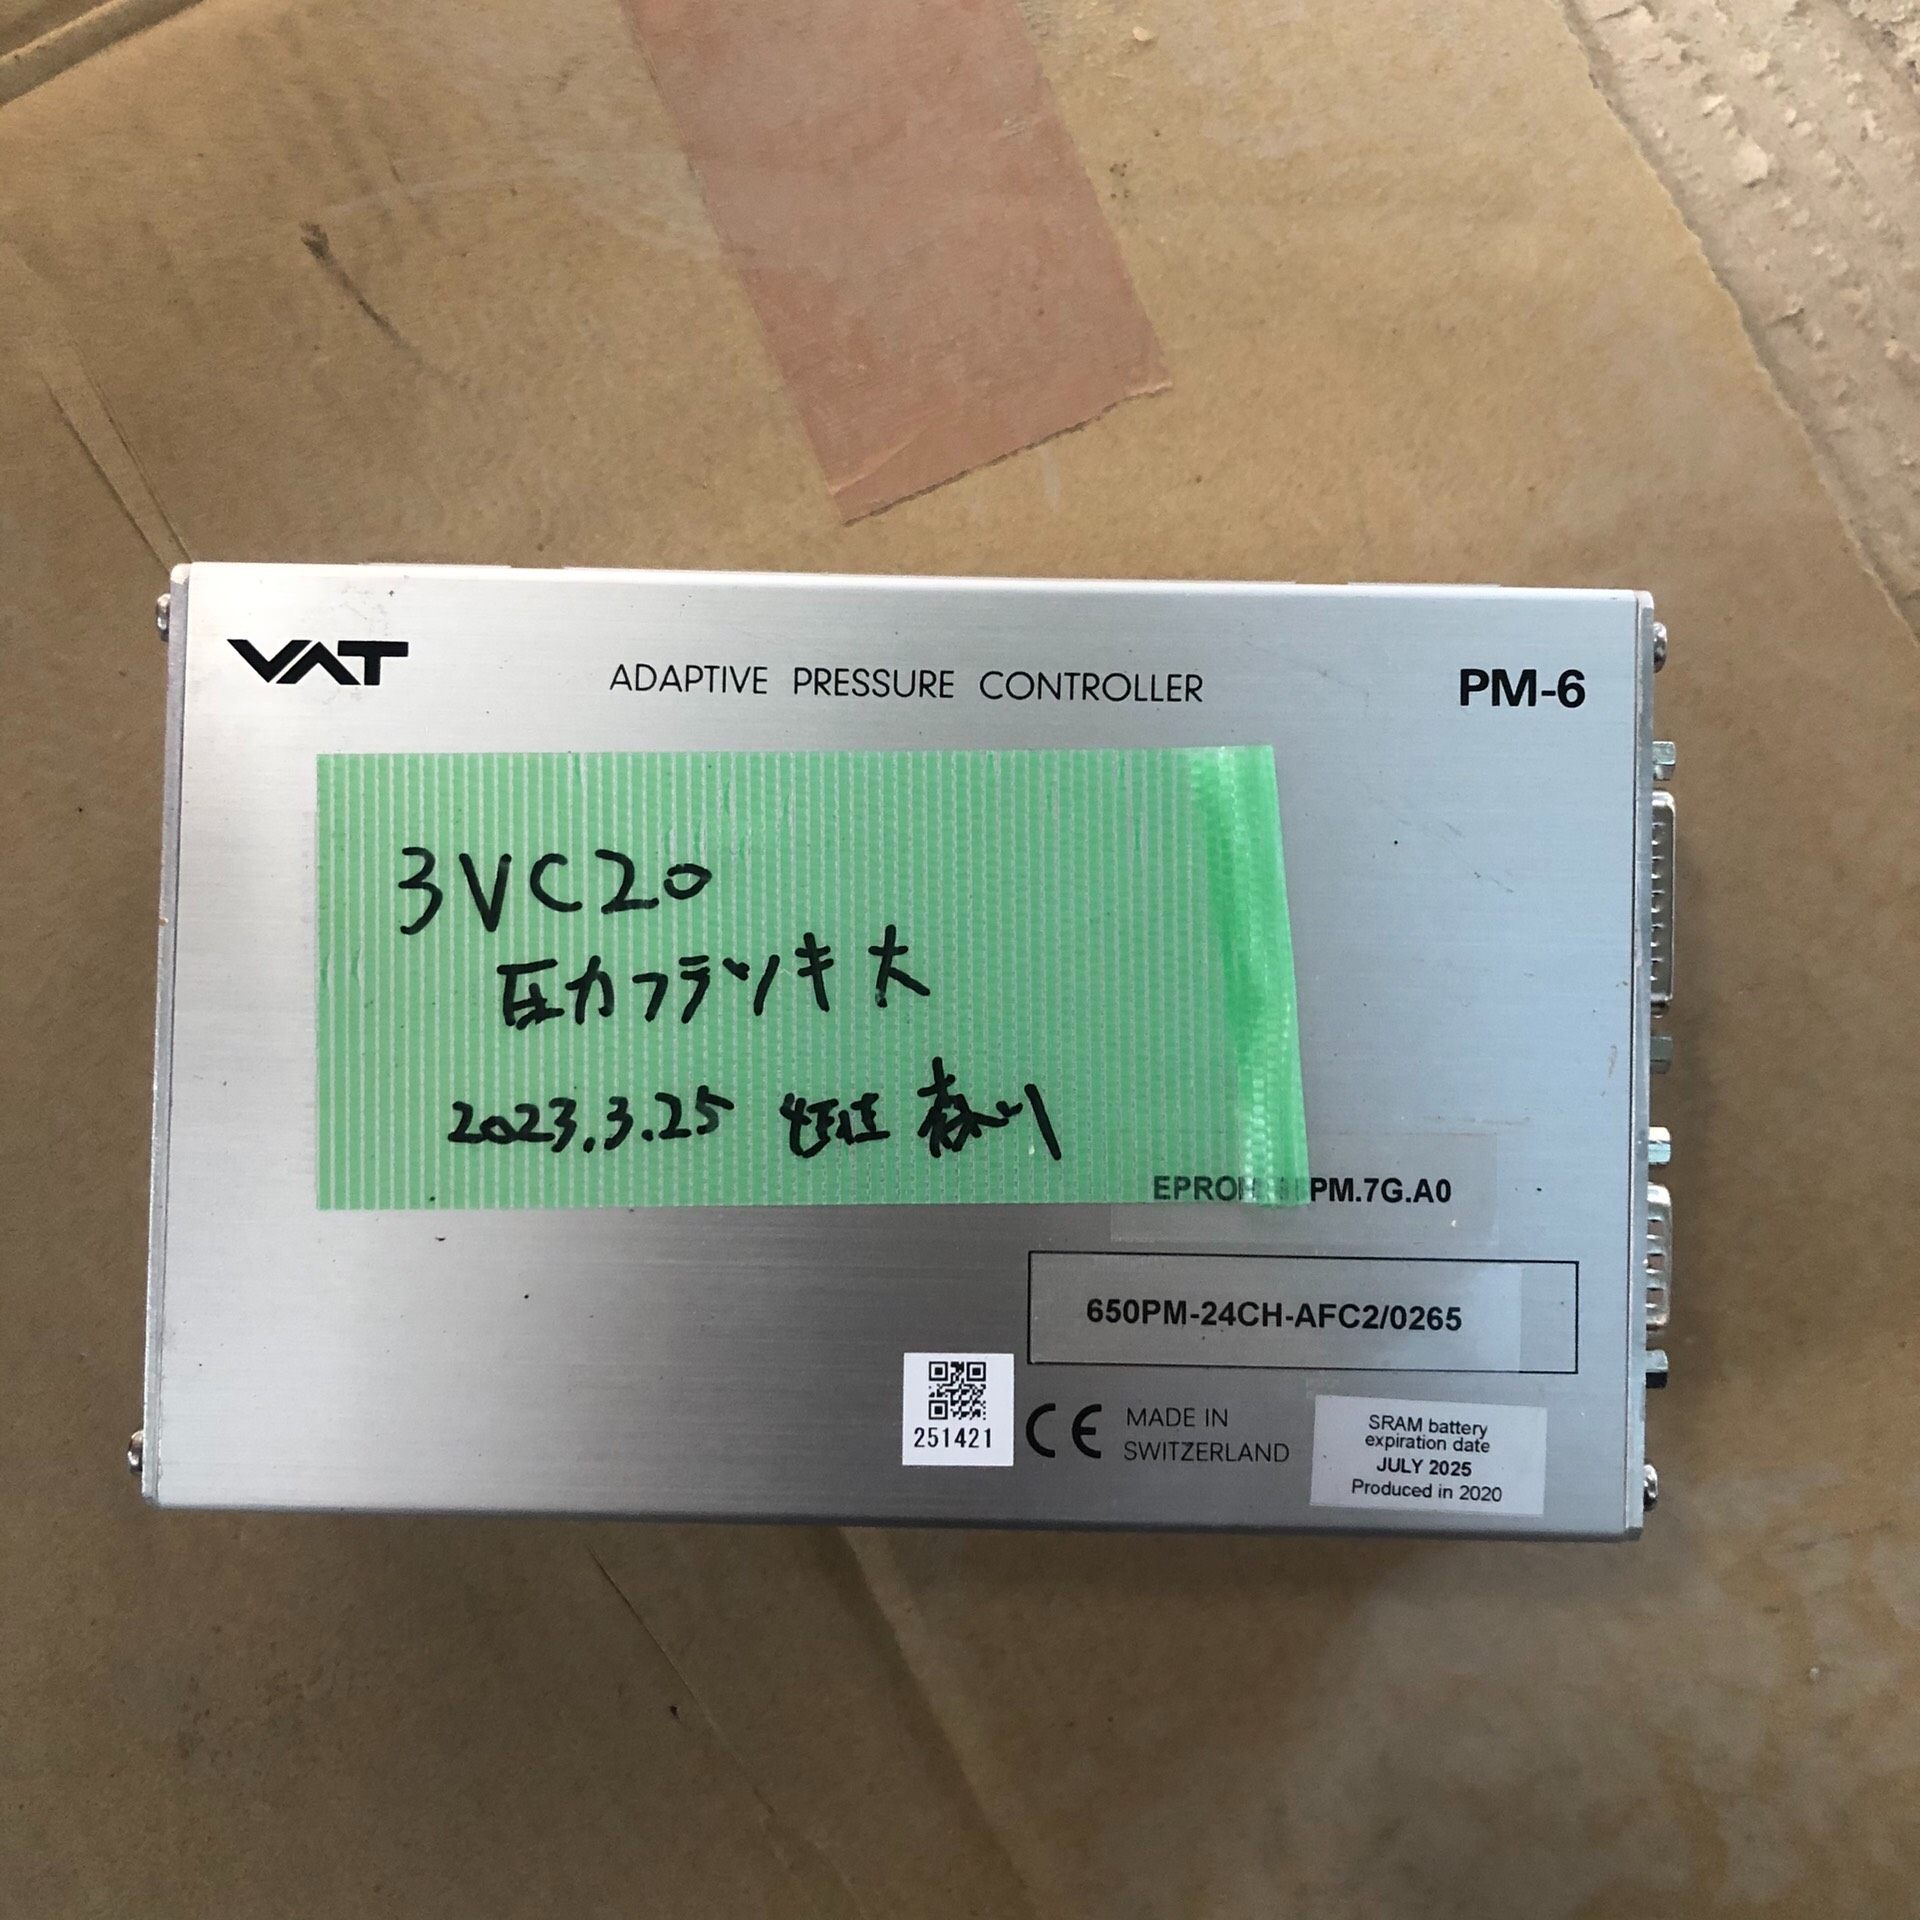 VAT
ADAPTIVE PRESSURE CONTROLLER
PM-6
3VC20
圧力フラツキ大
2023.3.25
PM.7G.A0
650PM-24CH-AFC2/0265
251421
CE
MADE IN
SWITZERLAND
SRAM battery
expiration date
JULY 2025
Produced in 2020